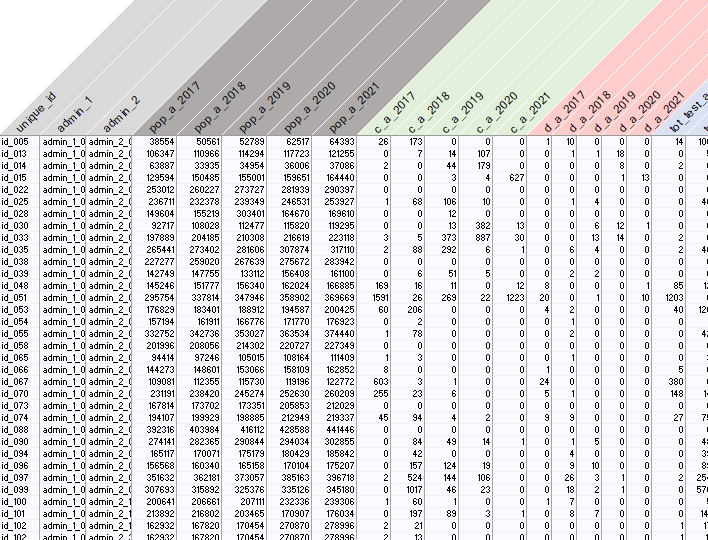 unique_id admin_1 admin_2 pop_a_2017 pop_a_2018 pop_a_2019 pop_a_2020 pop_a_2021 c_a_2017 c_a_2018 c_a_2019 c_a_2020 c_a_2021 d_a_2017 d_a_2018 d_a_2019 d_a_2020 d_a_2021 tot_test_a
id_005 admin_1_0 admin_2_0 38554 50561 52789 62517 64393 26 173 0 0 0 1 10 0 0 0 14 10
id_013 admin_1_0 admin_2_0 106347 110966 114294 117723 121255 0 7 14 107 0 0 1 1 18 0 0
id_014 admin_1_0 admin_2_0 63887 33935 34954 36006 37086 2 0 44 179 0 0 0 0 8 0 2
id_015 admin_1_0 admin_2_0 129594 150485 155001 159651 164440 0 0 3 4 627 0 0 0 1 13 0
id_022 admin_1_0 admin_2_0 253012 260227 273727 281939 290397 0 0 0 0 0 0 0 0 0 0 0
id_025 admin_1_0 admin_2_0 236711 232378 239349 246531 253927 1 68 106 10 0 0 1 4 0 0 0
id_028 admin_1_0 admin_2_0 149604 155219 303401 164670 169610 0 0 12 0 0 0 0 0 0 0 0
id_030 admin_1_0 admin_2_0 92717 108028 112477 115820 119295 0 0 13 382 13 0 0 6 12 1 0
id_033 admin_1_0 admin_2_0 197889 204185 210308 216619 223118 3 5 373 887 30 0 0 13 14 0 2
id_035 admin_1_0 admin_2_0 265441 273402 281606 307874 317110 2 88 292 6 1 0 6 4 0 0 2
id_038 admin_1_0 admin_2_0 227277 259020 267639 275672 283942 0 0 0 0 0 0 0 0 0 0 0
id_039 admin_1_0 admin_2_0 142749 147755 133112 156408 161100 0 6 51 5 0 0 2 2 0 0 0
id_048 admin_1_0 admin_2_0 145246 151777 156340 162024 166885 169 16 11 0 12 8 0 0 0 1 85
id_051 admin_1_0 admin_2_0 295754 337814 347946 358902 369669 1591 26 269 22 1223 20 0 1 0 10 1203
id_053 admin_1_0 admin_2_0 176829 183401 188912 194587 200425 60 206 0 0 0 4 2 0 0 0 40
id_054 admin_1_0 admin_2_0 157194 161911 166776 171770 176923 0 2 0 0 0 0 1 0 0 0 0
id_055 admin_1_0 admin_2_0 332752 342736 353027 363534 374440 1 78 0 0 0 0 2 0 0 0 0
id_058 admin_1_0 admin_2_0 201996 208056 214302 220727 227349 0 0 0 0 0 0 0 0 0 0 0
id_065 admin_1_0 admin_2_0 94414 97246 105015 108164 111409 1 3 0 0 0 0 1 0 0 0 0
id_066 admin_1_0 admin_2_0 144273 148601 153066 158109 162852 8 0 0 0 0 1 0 0 0 0 5
id_067 admin_1_0 admin_2_0 109081 112355 115730 119196 122772 603 3 1 0 0 24 0 0 0 0 380
id_070 admin_1_0 admin_2_0 231191 238420 245274 252630 260209 255 23 6 0 0 5 1 0 0 0 148
id_073 admin_1_0 admin_2_0 167814 173702 173351 205853 212029 0 0 0 0 0 0 0 0 0 0 0
id_074 admin_1_0 admin_2_0 194107 199929 198885 212949 219337 45 94 4 2 0 9 9 0 0 0 27
id_088 admin_1_0 admin_2_0 392316 403984 416112 428588 441446 0 0 0 0 0 0 0 0 0 0 0
id_090 admin_1_0 admin_2_0 274141 282365 290844 294034 302855 0 84 49 14 1 0 1 5 0 0 0
id_094 admin_1_0 admin_2_0 165117 170071 175179 180429 185842 0 42 0 0 0 0 4 0 0 0 0
id_096 admin_1_0 admin_2_0 156568 160340 165158 170104 175207 0 157 124 19 0 0 9 10 0 0 0
id_097 admin_1_0 admin_2_0 351632 362181 373057 385163 396718 2 524 144 106 0 0 26 3 1 0 2
id_099 admin_1_0 admin_2_0 307693 315892 325376 335126 345180 0 1017 46 23 0 0 18 2 1 0 0
id_100 admin_1_0 admin_2_1 200641 206661 207111 232336 239306 1 60 1 0 0 1 7 0 0 0 1
id_101 admin_1_0 admin_2_1 213892 216802 203465 170907 176034 0 197 89 3 1 0 8 7 0 0 0
id_102 admin_1_0 admin_2_1 162932 167820 170454 270870 278996 2 21 0 0 0 0 0 0 0 0 1
id_102 admin_1_0 admin_2_ 162932 167820 170454 270870 278996 2 13 0 0 0 0 0 0 0 0 1